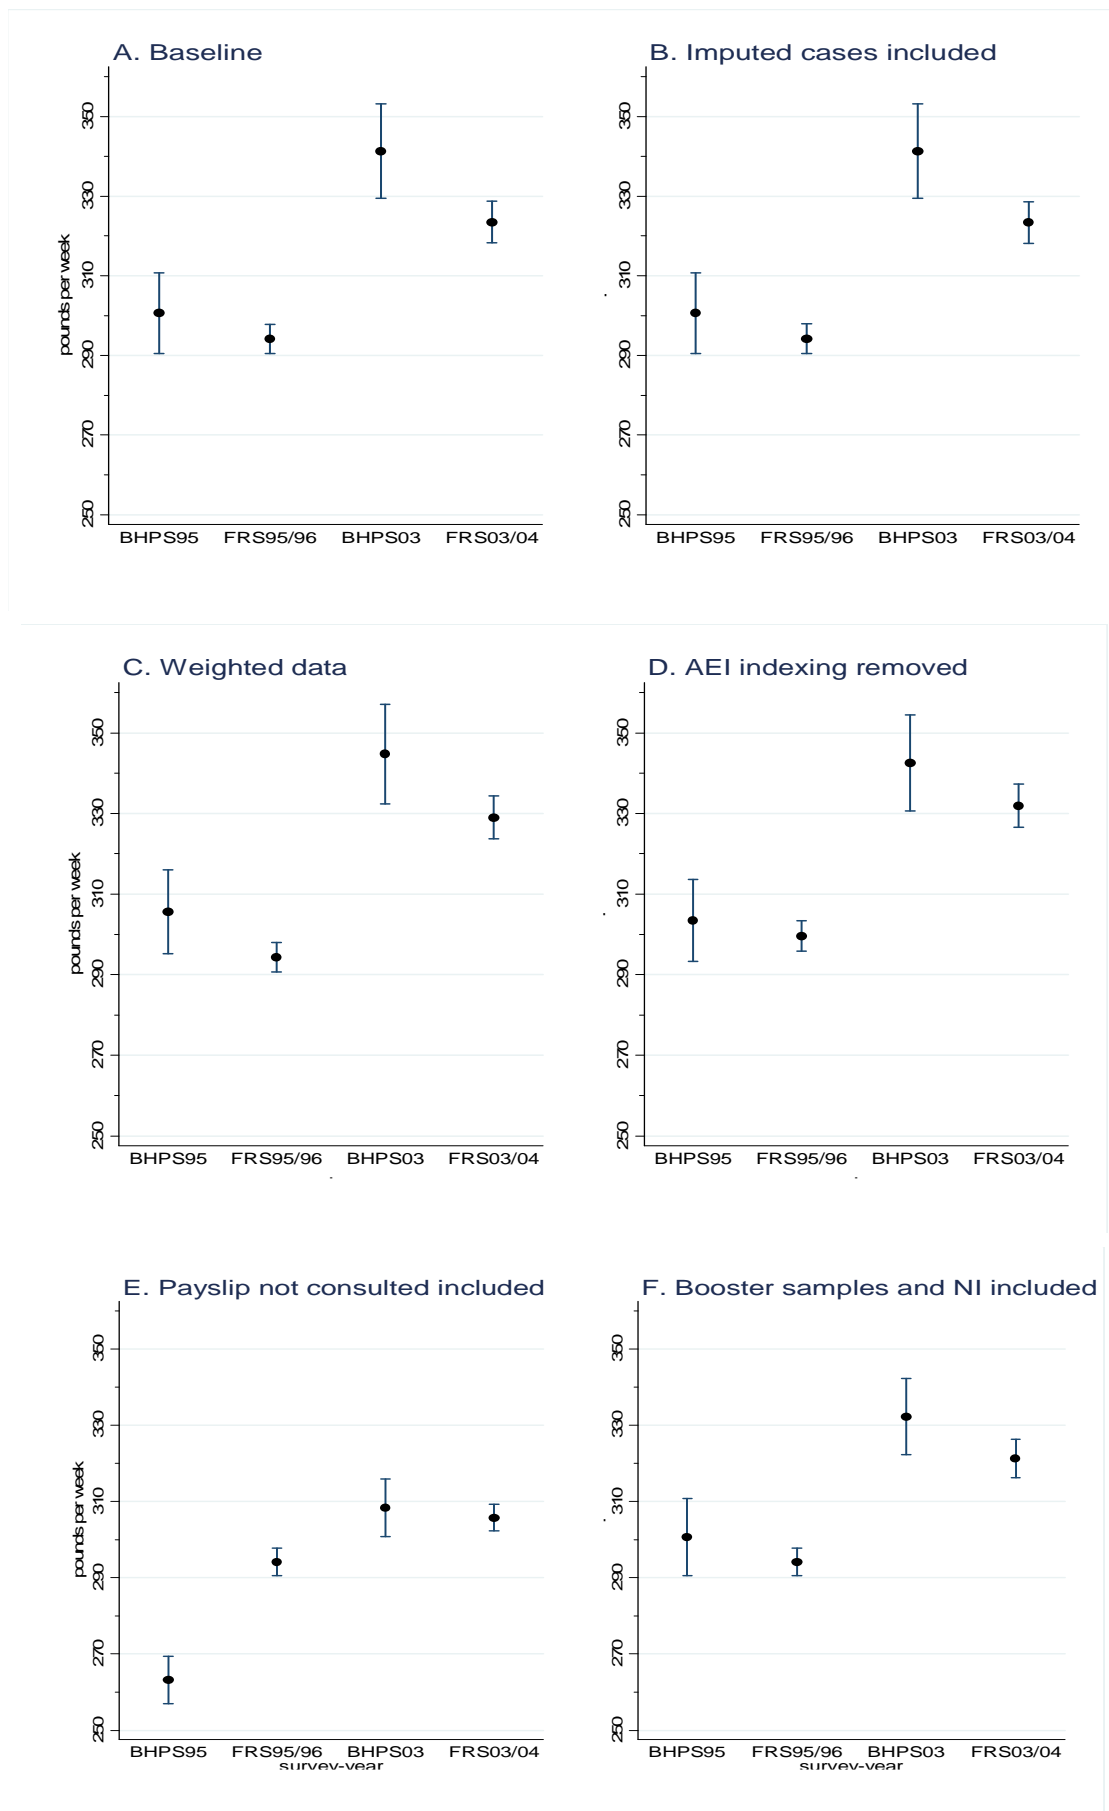 A. Baseline
B. Imputed cases included
pounds per week
350
330
310
290
270
250
350
330
310
290
270
250
BHPS95 FRS95/96 BHPS03 FRS03/04
BHPS95 FRS95/96 BHPS03 FRS03/04
C. Weighted data
D. AEI indexing removed
pounds per week
350
330
310
290
270
250
350
330
310
290
270
250
BHPS95 FRS95/96 BHPS03 FRS03/04
BHPS95 FRS95/96 BHPS03 FRS03/04
E. Payslip not consulted included
F. Booster samples and NI included
pounds per week
350
330
310
290
270
250
350
330
310
290
270
250
BHPS95 FRS95/96 BHPS03 FRS03/04
survey-year
BHPS95 FRS95/96 BHPS03 FRS03/04
survey-year